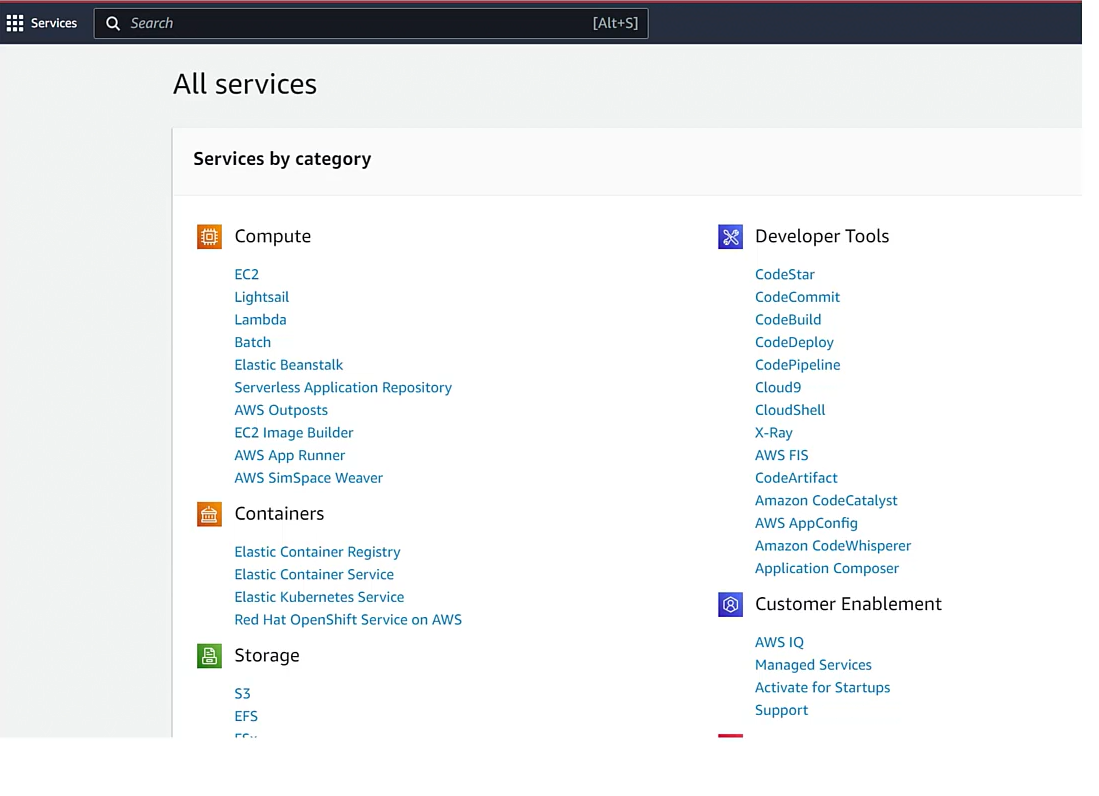 Services
Search
[Alt+S]
All services
Services by category
Compute
EC2
Lightsail
Lambda
Batch
Elastic Beanstalk
Serverless Application Repository
AWS Outposts
EC2 Image Builder
AWS App Runner
AWS SimSpace Weaver
Containers
Elastic Container Registry
Elastic Container Service
Elastic Kubernetes Service
Red Hat OpenShift Service on AWS
Storage
S3
EFS
Developer Tools
CodeStar
CodeCommit
CodeBuild
CodeDeploy
CodePipeline
Cloud9
CloudShell
X-Ray
AWS FIS
CodeArtifact
Amazon CodeCatalyst
AWS AppConfig
Amazon CodeWhisperer
Application Composer
Customer Enablement
AWS IQ
Managed Services
Activate for Startups
Support